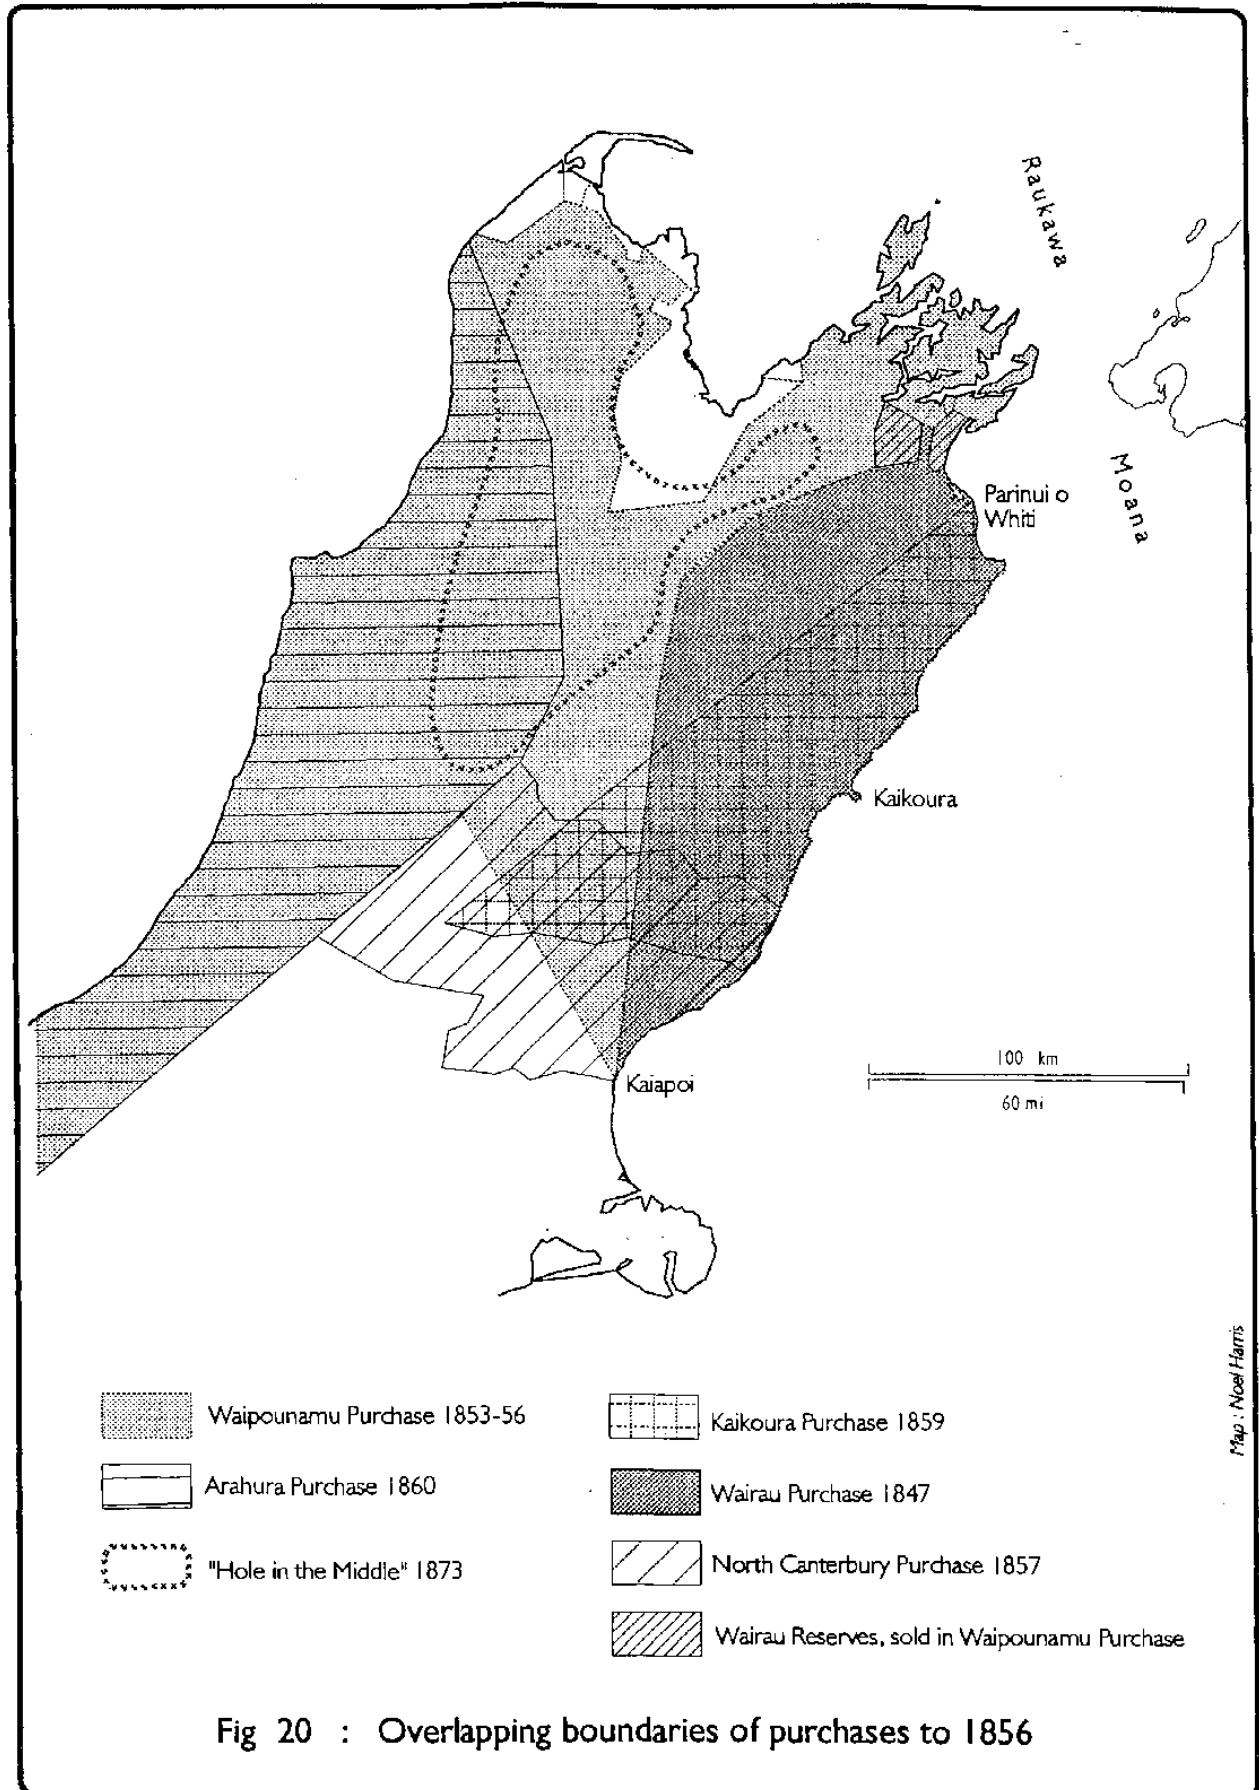 Raukawa
Moana
Parinui o
Whiti
Kaikoura
Kaiapoi
100 km
60 mi
Map : Noel Harris
Waipounamu Purchase 1853-56
Arahura Purchase 1860
"Hole in the Middle" 1873
Kaikoura Purchase 1859
Wairau Purchase 1847
North Canterbury Purchase 1857
Wairau Reserves, sold in Waipounamu Purchase
Fig 20 : Overlapping boundaries of purchases to 1856